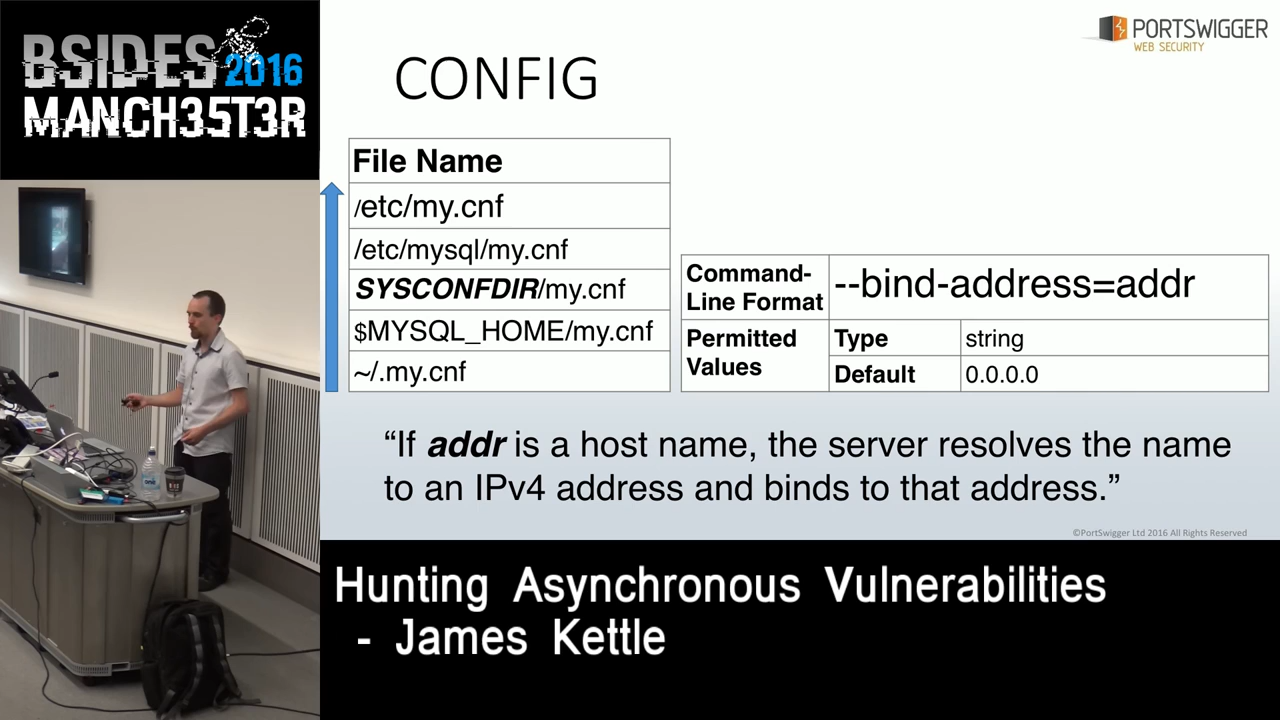 BSIDES 2016
MANCH35T3R
PORTSWIGGER
WEB SECURITY
CONFIG
File Name
/etc/my.cnf
/etc/mysql/my.cnf
SYSCONFDIR/my.cnf
$MYSQL_HOME/my.cnf
~/.my.cnf
Command-
Line Format
--bind-address=addr
Permitted
Values
Type
string
Default
0.0.0.0
“If addr is a host name, the server resolves the name
to an IPv4 address and binds to that address.”
©PortSwigger Ltd 2016 All Rights Reserved
Hunting Asynchronous Vulnerabilities
- James Kettle